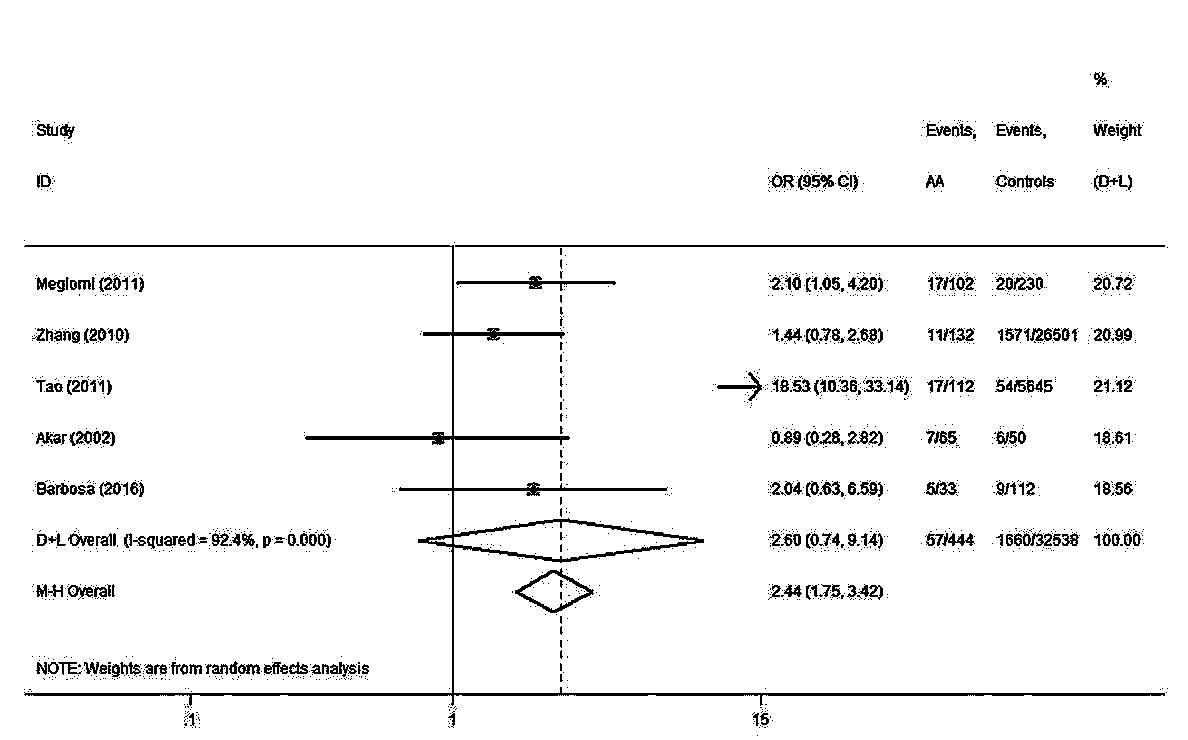 %
Study Events, Events, Weight
ID OR (95% CI) AA Controls (D+L)
Megiorni (2011) 2.10 (1.05, 4.20) 17/102 20/230 20.72
Zhang (2010) 1.44 (0.78, 2.68) 11/132 1571/26501 20.99
Tao (2011) 18.53 (10.36, 33.14) 17/112 54/5645 21.12
Akar (2002) 0.89 (0.28, 2.82) 7/65 6/50 18.61
Barbosa (2016) 2.04 (0.63, 6.59) 5/33 9/112 18.56
D+L Overall (I-squared = 92.4%, p = 0.000) 2.60 (0.74, 9.14) 57/444 1660/32538 100.00
M-H Overall 2.44 (1.75, 3.42)
NOTE: Weights are from random effects analysis
.1 1 15